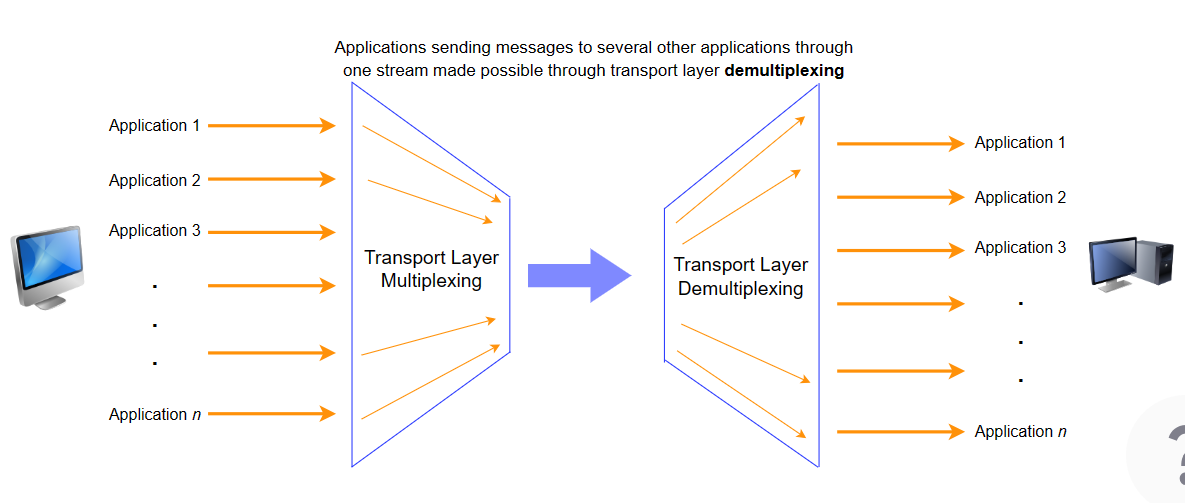 Applications sending messages to several other applications through
one stream made possible through transport layer demultiplexing
Application 1
Application 2
Application 3
.
.
.
Application n
Transport Layer
Multiplexing
Transport Layer
Demultiplexing
Application 1
Application 2
Application 3
.
.
.
Application n
?